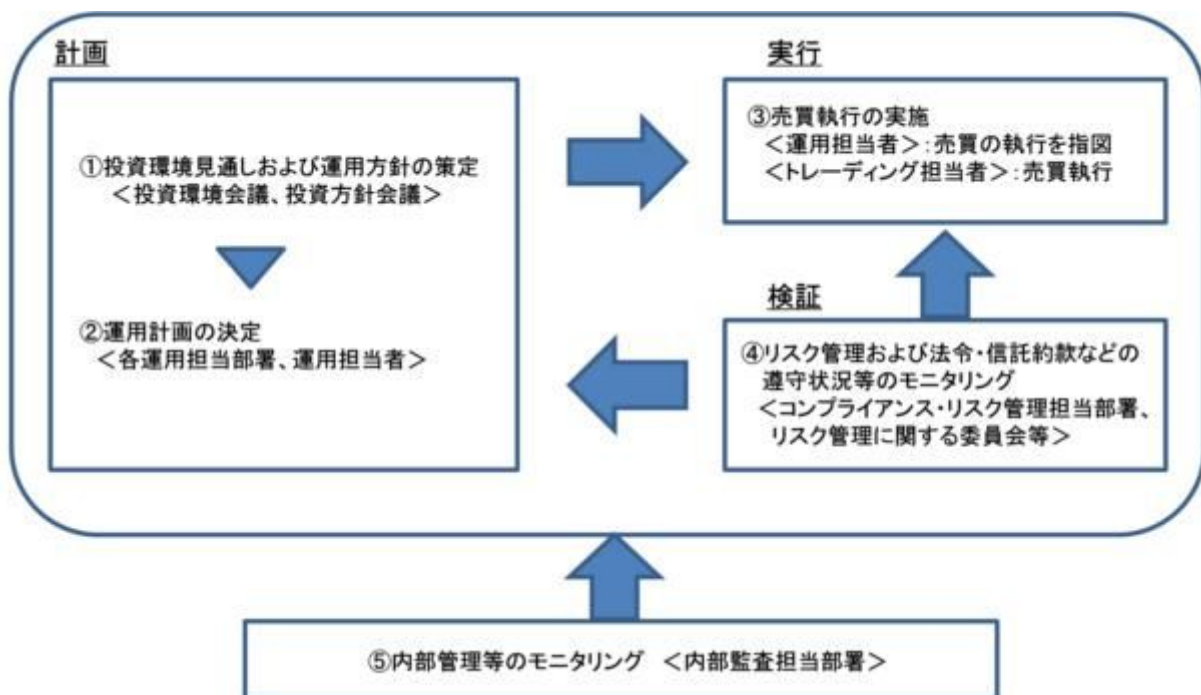 計画
①投資環境見通しおよび運用方針の策定
＜投資環境会議、投資方針会議＞
②運用計画の決定
＜各運用担当部署、運用担当者＞
実行
③売買執行の実施
＜運用担当者＞：売買の執行を指図
＜トレーディング担当者＞：売買執行
検証
④リスク管理および法令・信託約款などの
遵守状況等のモニタリング
＜コンプライアンス・リスク管理担当部署、
リスク管理に関する委員会等＞
⑤内部管理等のモニタリング ＜内部監査担当部署＞